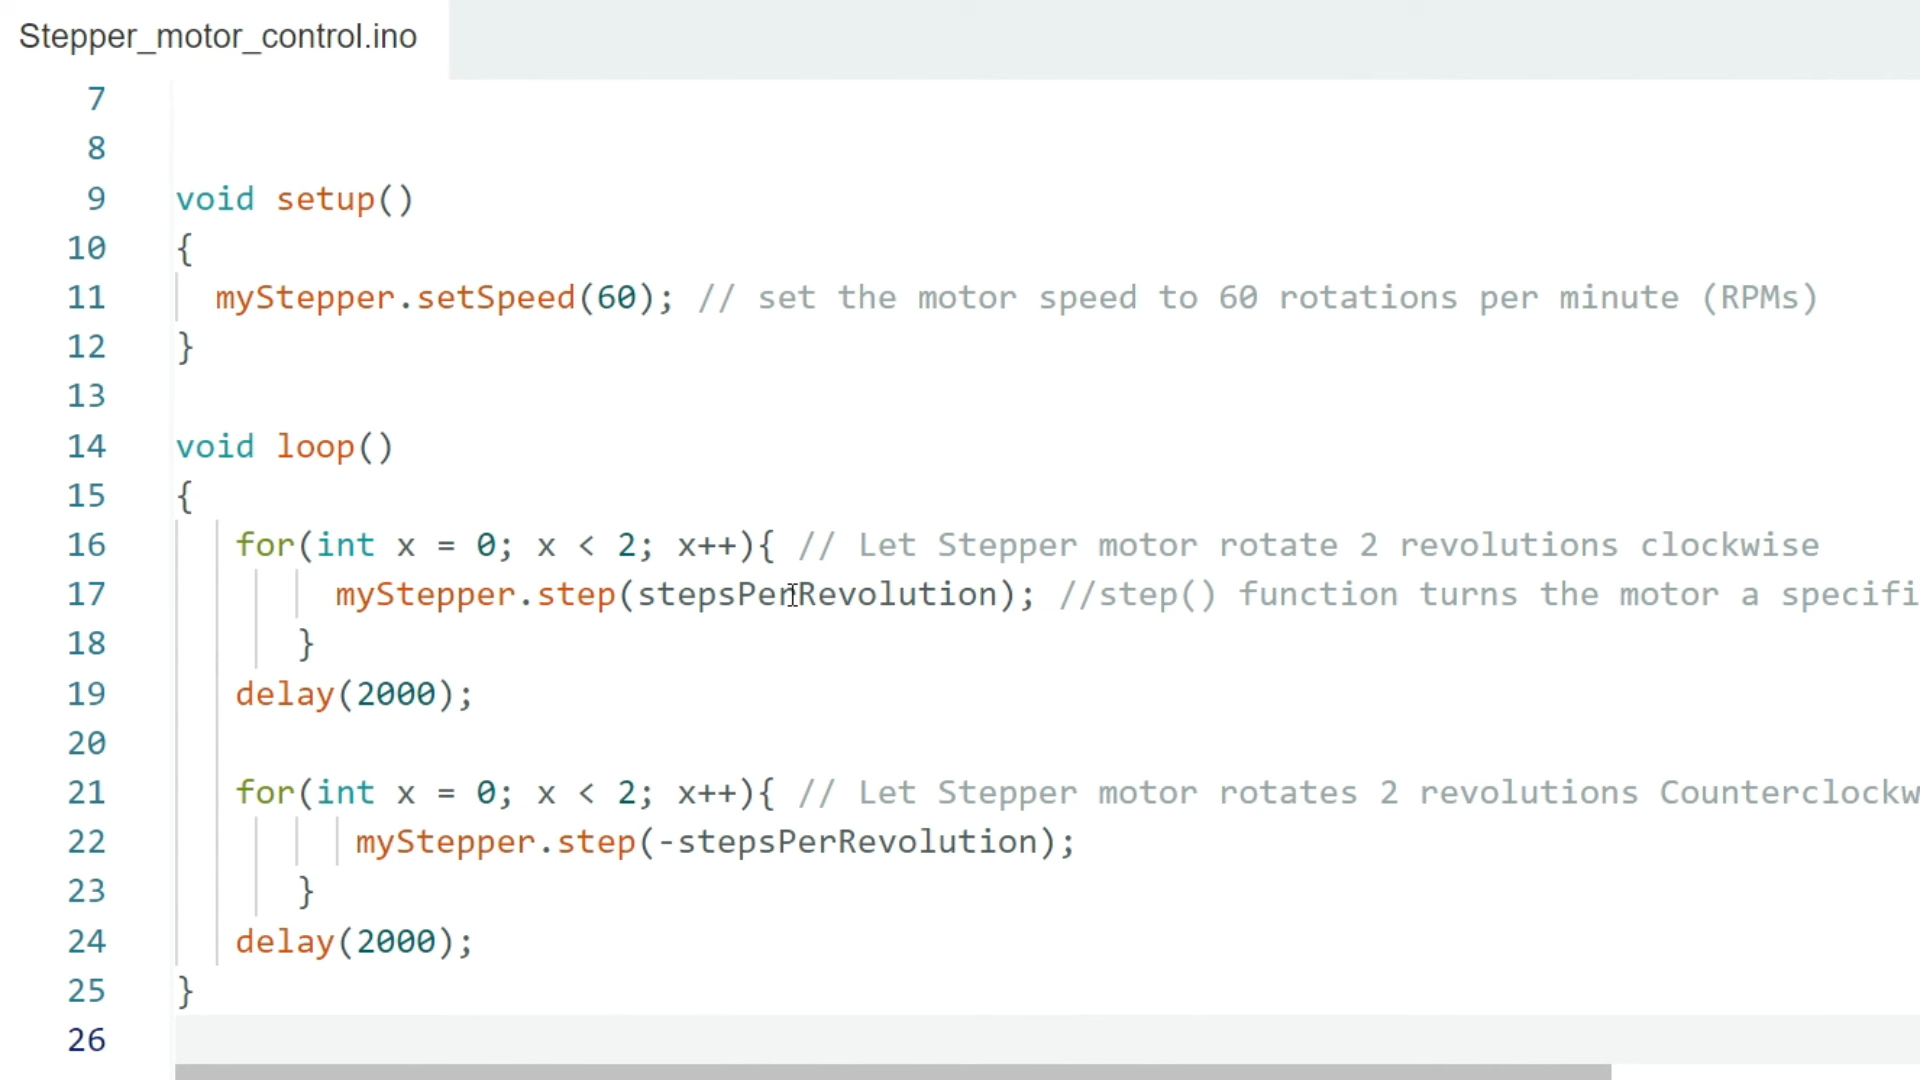 Stepper_motor_control.ino
7
8
9 void setup()
10 {
11 myStepper.setSpeed(60); // set the motor speed to 60 rotations per minute (RPMs)
12 }
13
14 void loop()
15 {
16 for(int x = 0; x < 2; x++){ // Let Stepper motor rotate 2 revolutions clockwise
17 myStepper.step(stepsPerRevolution); //step() function turns the motor a specifi
18 }
19 delay(2000);
20
21 for(int x = 0; x < 2; x++){ // Let Stepper motor rotates 2 revolutions Counterclockw
22 myStepper.step(-stepsPerRevolution);
23 }
24 delay(2000);
25 }
26